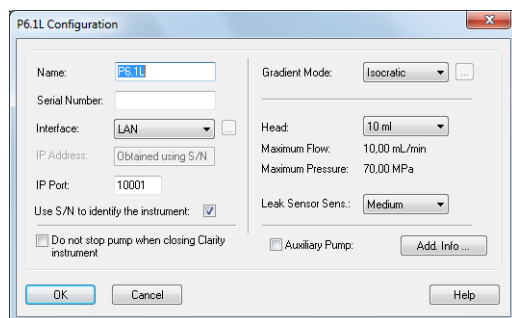 P6.1L Configuration
Name: P6.1L
Serial Number:
Interface: LAN ...
IP Address: Obtained using S/N
IP Port: 10001
Use S/N to identify the instrument:
Do not stop pump when closing Clarity
instrument
Gradient Mode: Isocratic ...
Head: 10 ml
Maximum Flow: 10,00 mL/min
Maximum Pressure: 70,00 MPa
Leak Sensor Sens.: Medium
Auxiliary Pump: Add. Info ...
OK Cancel Help